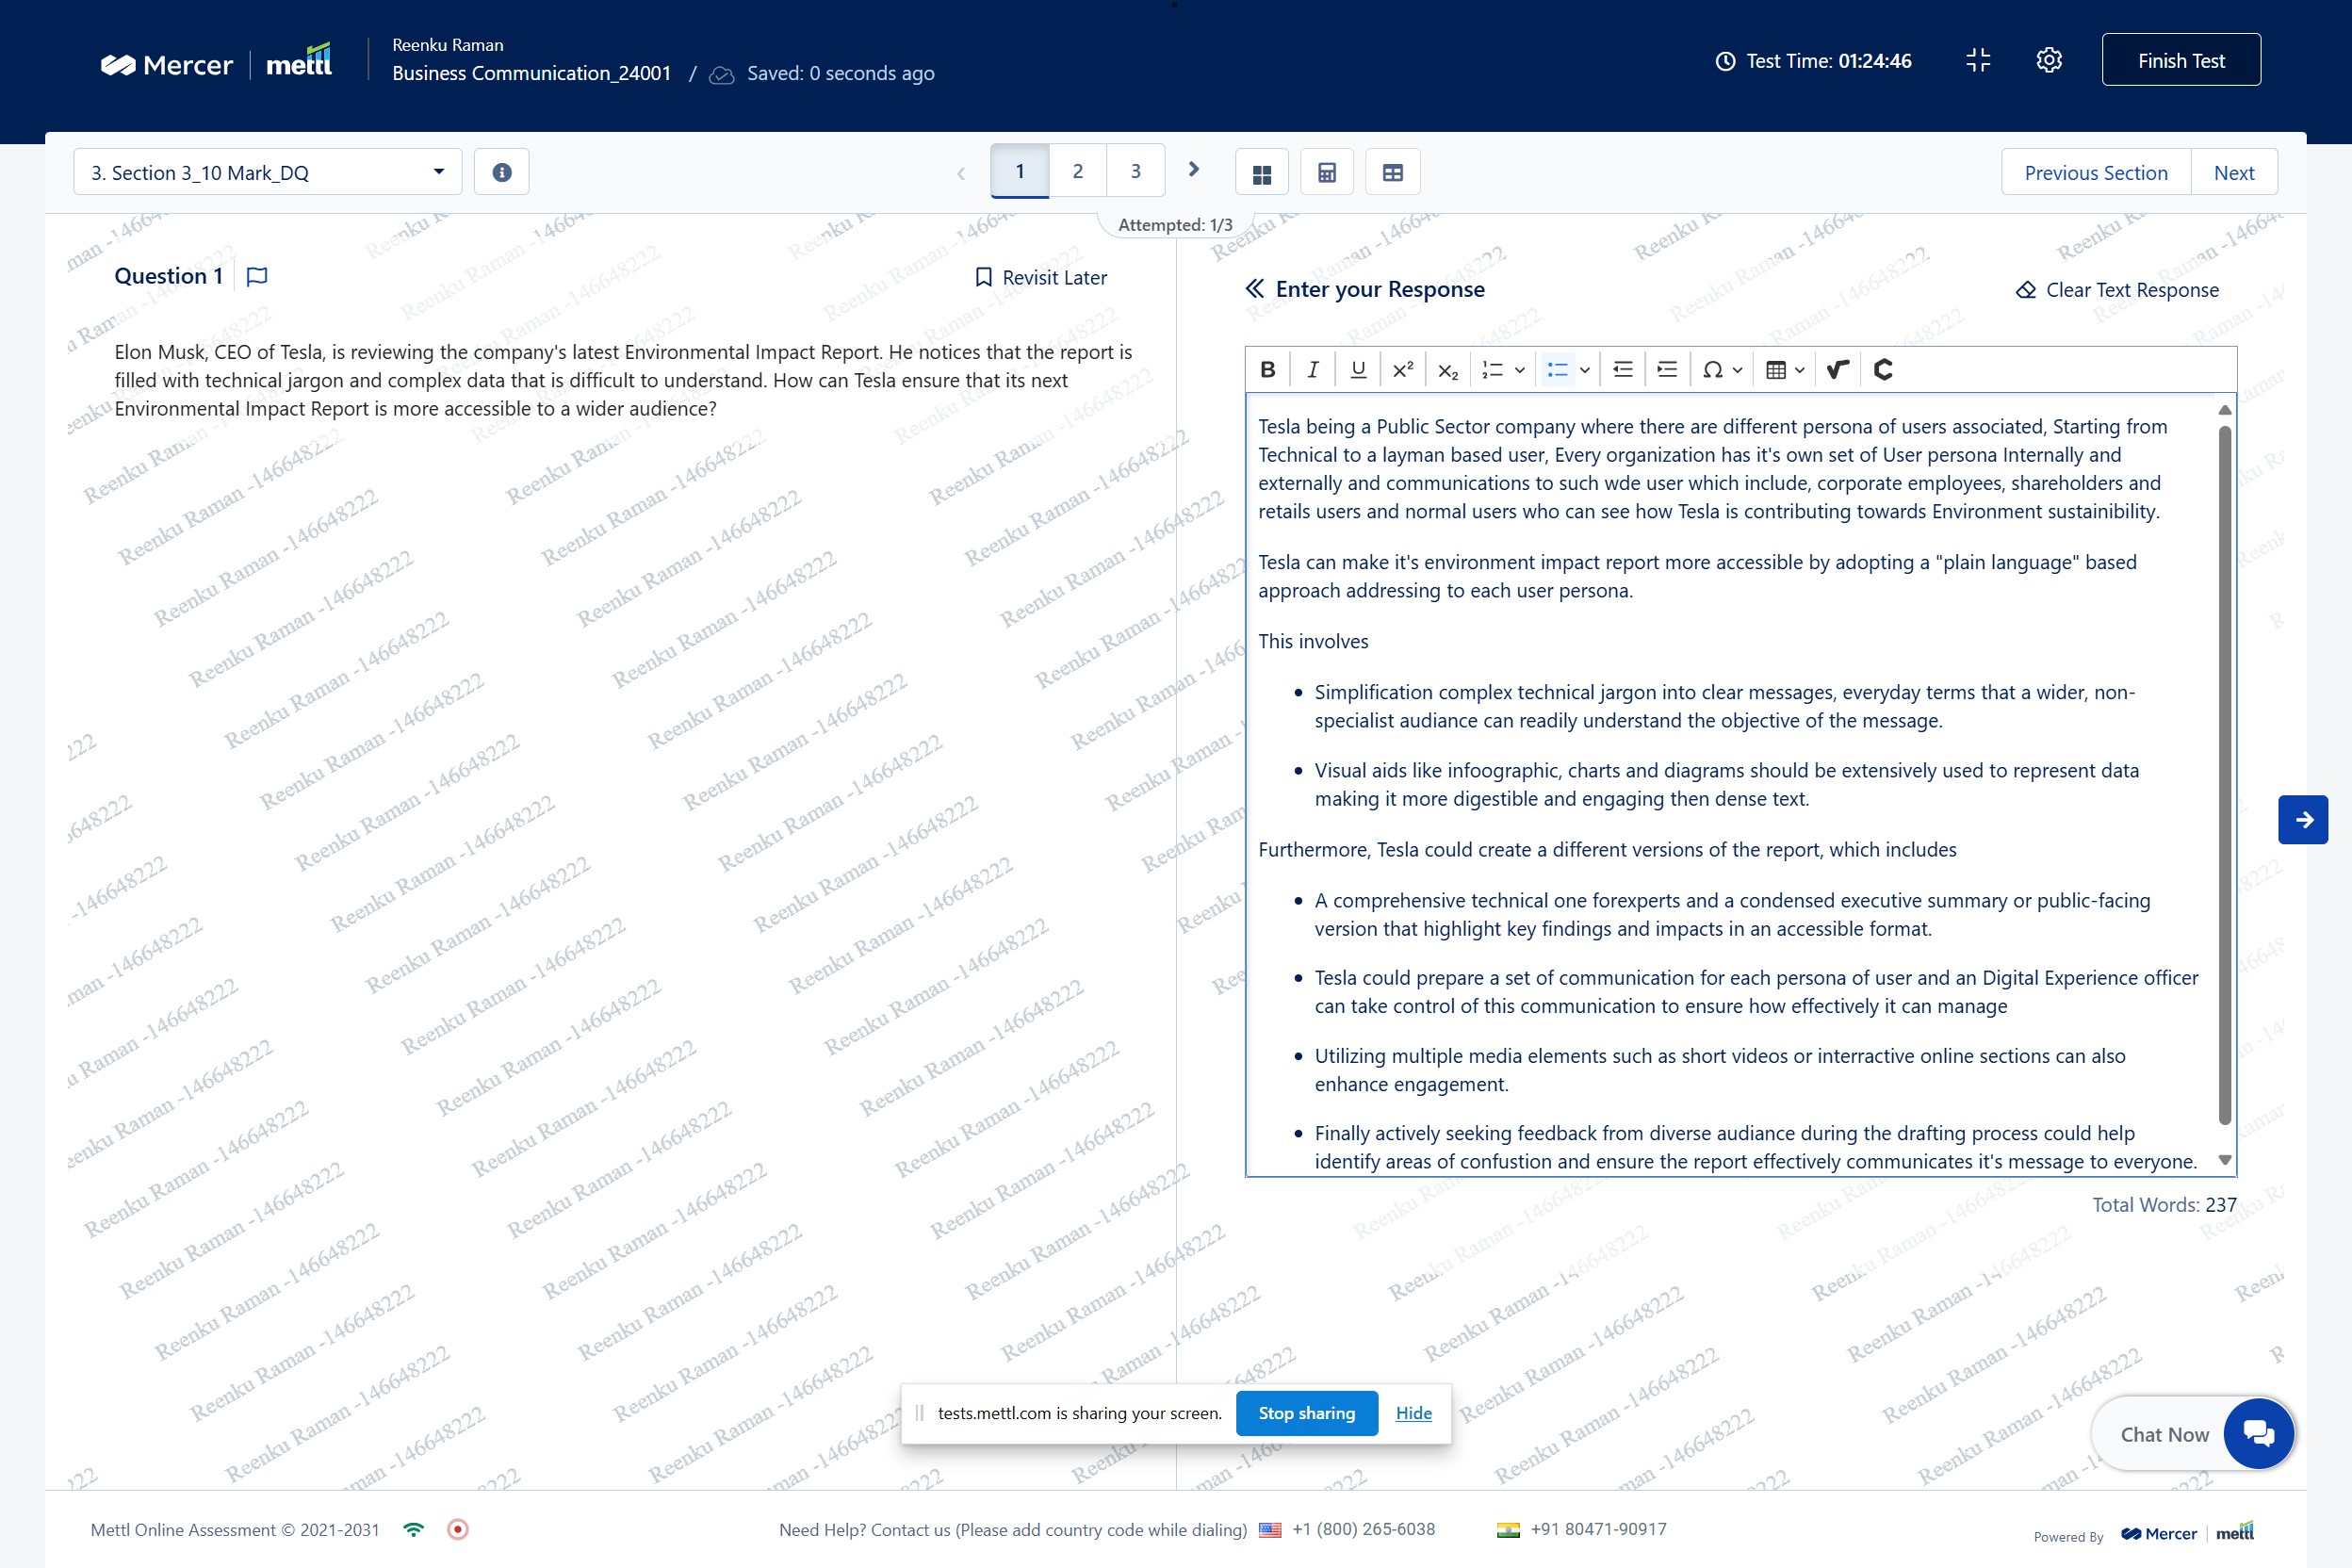 Mercer | mettl
Reenku Raman
Business Communication_24001 / Saved: 0 seconds ago
Test Time: 01:24:46
Finish Test
3. Section 3_10 Mark_DQ
1 2 3
Previous Section Next
Attempted: 1/3
Question 1
Revisit Later
Elon Musk, CEO of Tesla, is reviewing the company's latest Environmental Impact Report. He notices that the report is
filled with technical jargon and complex data that is difficult to understand. How can Tesla ensure that its next
Environmental Impact Report is more accessible to a wider audience?
Enter your Response
Clear Text Response
B I U x² x₂ Ω
Tesla being a Public Sector company where there are different persona of users associated, Starting from
Technical to a layman based user, Every organization has it's own set of User persona Internally and
externally and communications to such wde user which include, corporate employees, shareholders and
retails users and normal users who can see how Tesla is contributing towards Environment sustainibility.
Tesla can make it's environment impact report more accessible by adopting a "plain language" based
approach addressing to each user persona.
This involves
• Simplification complex technical jargon into clear messages, everyday terms that a wider, non-
specialist audiance can readily understand the objective of the message.
• Visual aids like infoographic, charts and diagrams should be extensively used to represent data
making it more digestible and engaging then dense text.
Furthermore, Tesla could create a different versions of the report, which includes
• A comprehensive technical one forexperts and a condensed executive summary or public-facing
version that highlight key findings and impacts in an accessible format.
• Tesla could prepare a set of communication for each persona of user and an Digital Experience officer
can take control of this communication to ensure how effectively it can manage
• Utilizing multiple media elements such as short videos or interractive online sections can also
enhance engagement.
• Finally actively seeking feedback from diverse audiance during the drafting process could help
identify areas of confustion and ensure the report effectively communicates it's message to everyone.
Total Words: 237
Reenku Raman -146648222
tests.mettl.com is sharing your screen. Stop sharing Hide
Chat Now
Mettl Online Assessment © 2021-2031
Need Help? Contact us (Please add country code while dialing) +1 (800) 265-6038 +91 80471-90917
Powered By Mercer | mettl